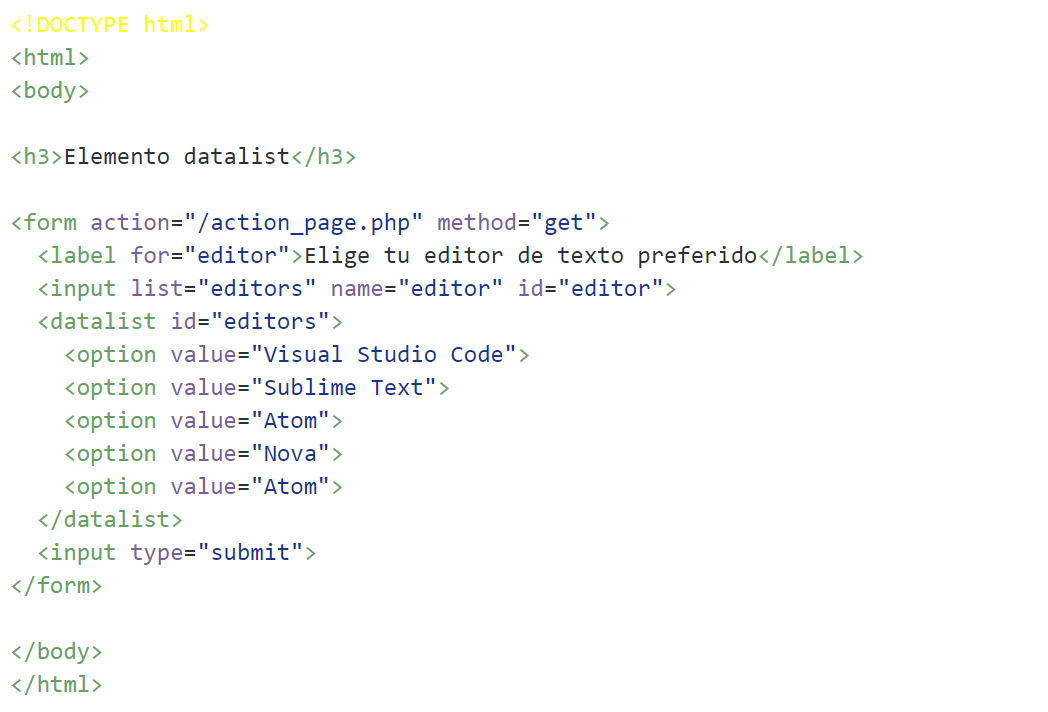 <!DOCTYPE html>
<html>
<body>

<h3>Elemento datalist</h3>

<form action="/action_page.php" method="get">
  <label for="editor">Elige tu editor de texto preferido</label>
  <input list="editors" name="editor" id="editor">
  <datalist id="editors">
    <option value="Visual Studio Code">
    <option value="Sublime Text">
    <option value="Atom">
    <option value="Nova">
    <option value="Atom">
  </datalist>
  <input type="submit">
</form>

</body>
</html>